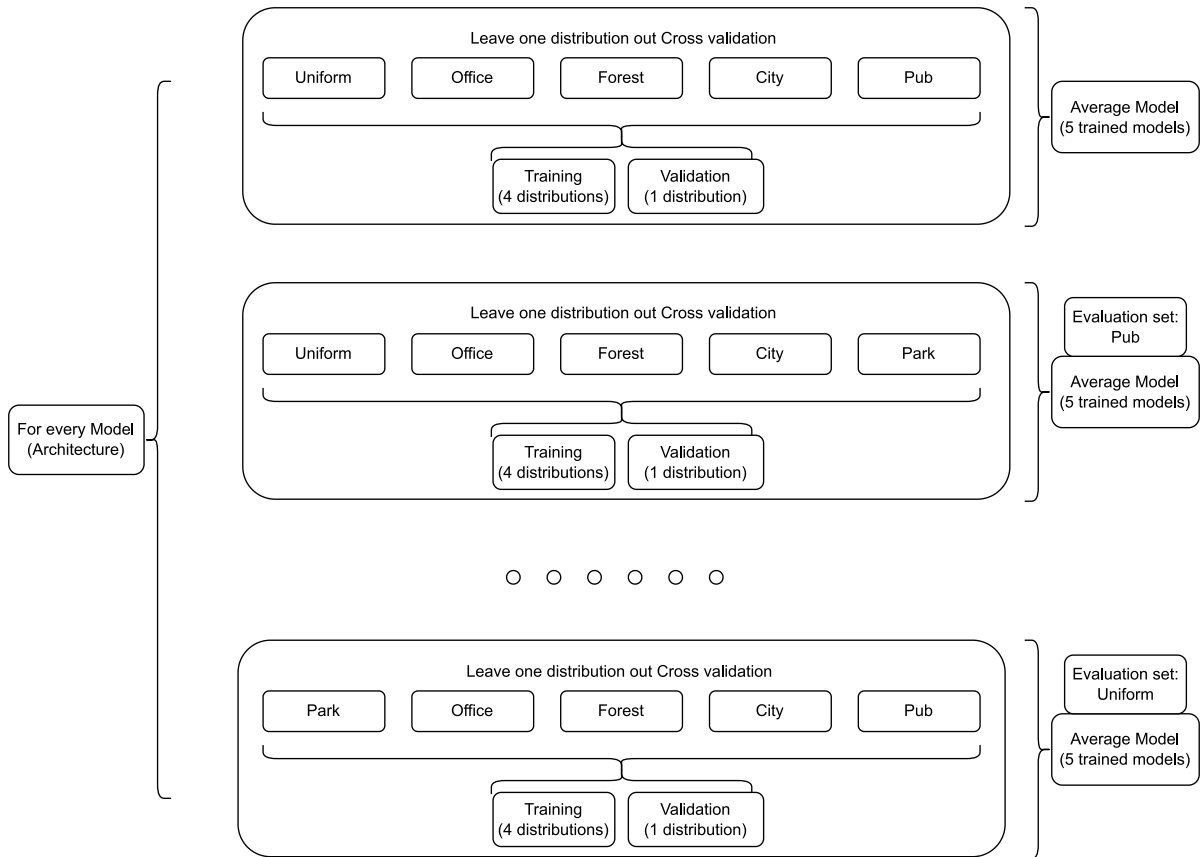 Leave one distribution out Cross validation
Uniform
Office
Forest
City
Pub
Training
(4 distributions)
Validation
(1 distribution)
Average Model
(5 trained models)
For every Model
(Architecture)
Leave one distribution out Cross validation
Uniform
Office
Forest
City
Park
Training
(4 distributions)
Validation
(1 distribution)
Evaluation set:
Pub
Average Model
(5 trained models)
Leave one distribution out Cross validation
Park
Office
Forest
City
Pub
Training
(4 distributions)
Validation
(1 distribution)
Evaluation set:
Uniform
Average Model
(5 trained models)